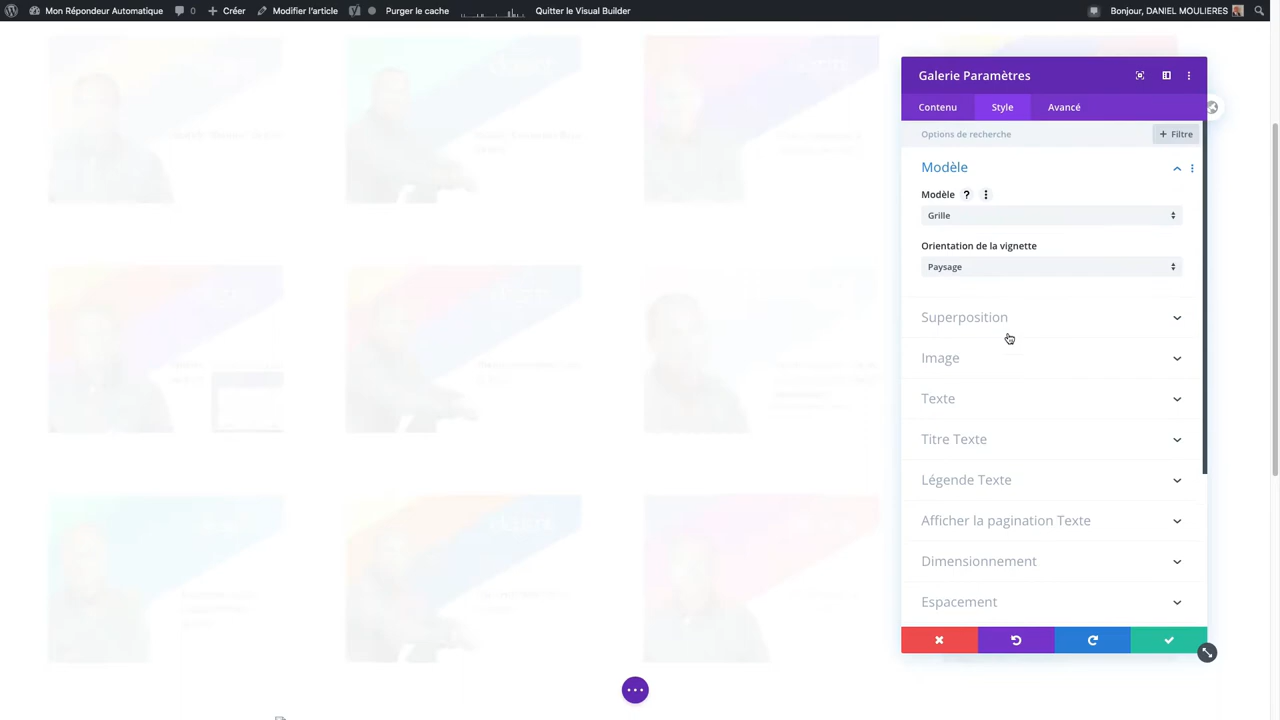 Mon Répondeur Automatique 0 Créer Modifier l'article Purger le cache Quitter le Visual Builder Bonjour, DANIEL MOULIERES
Galerie Paramètres
Contenu Style Avancé
Options de recherche + Filtre
Modèle
Modèle ?
Grille
Orientation de la vignette
Paysage
Superposition
Image
Texte
Titre Texte
Légende Texte
Afficher la pagination Texte
Dimensionnement
Espacement